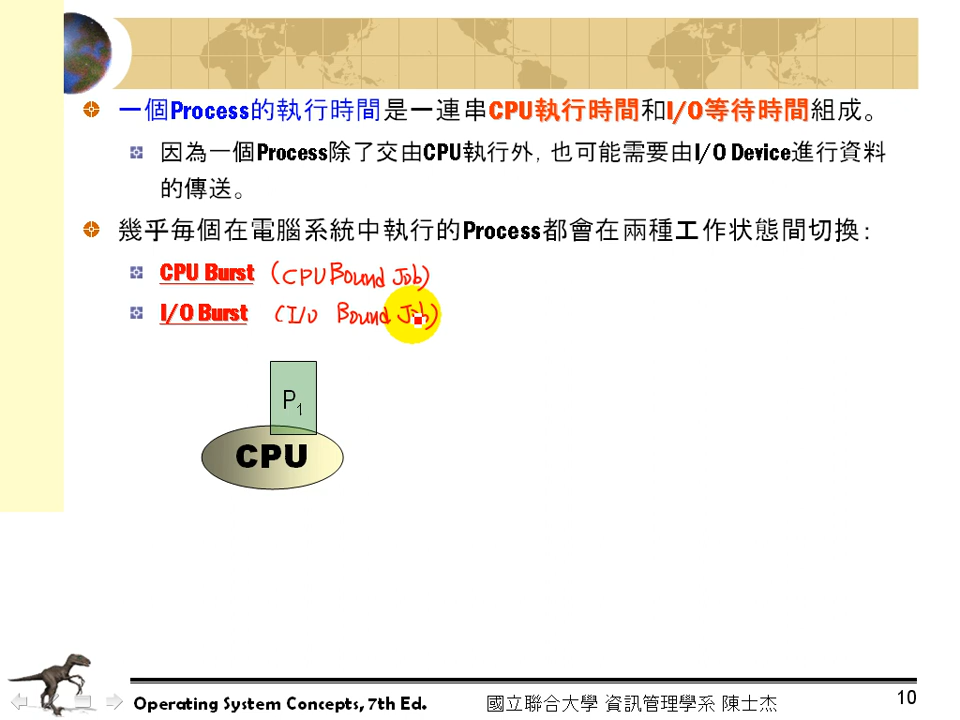 一個Process的執行時間是一連串CPU執行時間和I/O等待時間組成。
因為一個Process除了交由CPU執行外, 也可能需要由I/O Device進行資料
的傳送。
幾乎每個在電腦系統中執行的Process都會在兩種工作状態間切換:
CPU Burst (CPU Bound Job)
I/O Burst (I/O Bound Job)
P1
CPU
Operating System Concepts, 7th Ed. 國立聯合大學 資訊管理學系 陳士杰 10